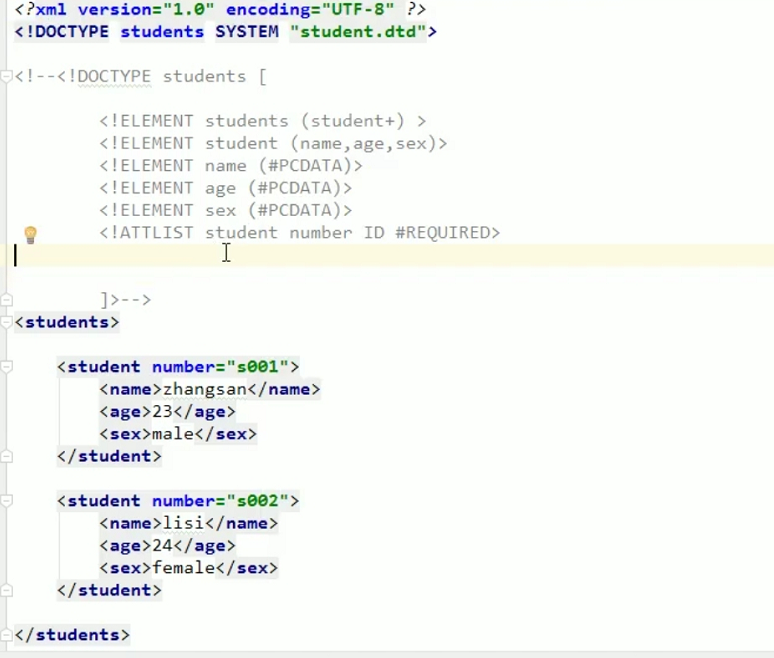 <?xml version="1.0" encoding="UTF-8" ?>
<!DOCTYPE students SYSTEM "student.dtd">
<!--<!DOCTYPE students [
<!ELEMENT students (student+) >
<!ELEMENT student (name,age,sex)>
<!ELEMENT name (#PCDATA)>
<!ELEMENT age (#PCDATA)>
<!ELEMENT sex (#PCDATA)>
<!ATTLIST student number ID #REQUIRED>
]>-->
<students>
<student number="s001">
<name>zhangsan</name>
<age>23</age>
<sex>male</sex>
</student>
<student number="s002">
<name>lisi</name>
<age>24</age>
<sex>female</sex>
</student>
</students>